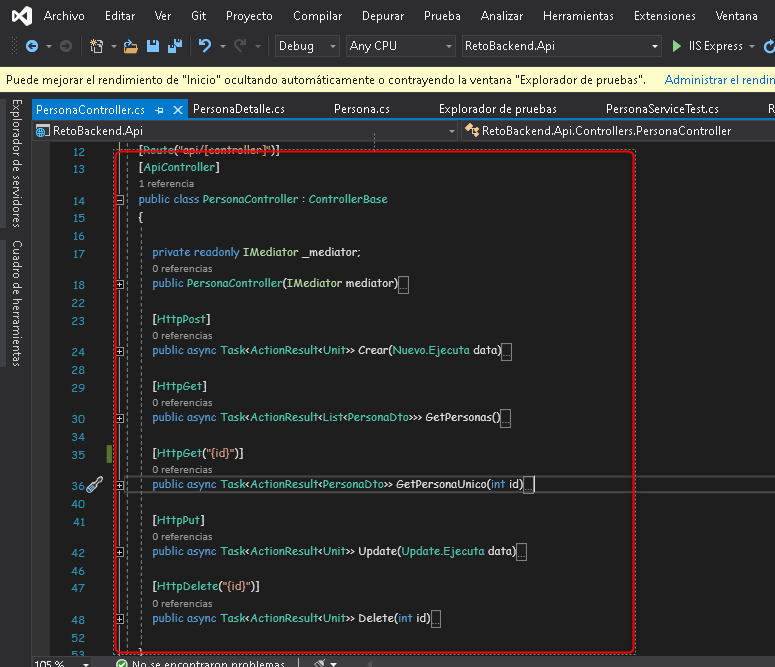 Archivo Editar Ver Git Proyecto Compilar Depurar Prueba Analizar Herramientas Extensiones Ventana
Debug Any CPU RetoBackend.Api IIS Express
Puede mejorar el rendimiento de "Inicio" ocultando automáticamente o contrayendo la ventana "Explorador de pruebas". Administrar el rendin
Explorador de servidores
Cuadro de herramientas
PersonaController.cs PersonaDetalle.cs Persona.cs Explorador de pruebas PersonaServiceTest.cs R
RetoBackend.Api RetoBackend.Api.Controllers.PersonaController
12 [Route("api/[controller]")]
13 [ApiController]
1 referencia
14 public class PersonaController : ControllerBase
15 {
16
17 private readonly IMediator _mediator;
0 referencias
18 public PersonaController(IMediator mediator)...
22
23 [HttpPost]
0 referencias
24 public async Task<ActionResult<Unit>> Crear(Nuevo.Ejecuta data)...
28
29 [HttpGet]
0 referencias
30 public async Task<ActionResult<List<PersonaDto>>> GetPersonas()...
34
35 [HttpGet("{id}")]
0 referencias
36 public async Task<ActionResult<PersonaDto>> GetPersonaUnico(int id)...
40
41 [HttpPut]
0 referencias
42 public async Task<ActionResult<Unit>> Update(Update.Ejecuta data)...
46
47 [HttpDelete("{id}")]
0 referencias
48 public async Task<ActionResult<Unit>> Delete(int id)...
52
53 }
105 % No se encontraron problemas.